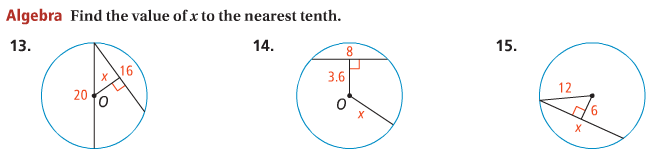 Algebra Find the value of x to the nearest tenth.
13. 14. 15.
20 x 16 O
8 3.6 O x
12 6 x